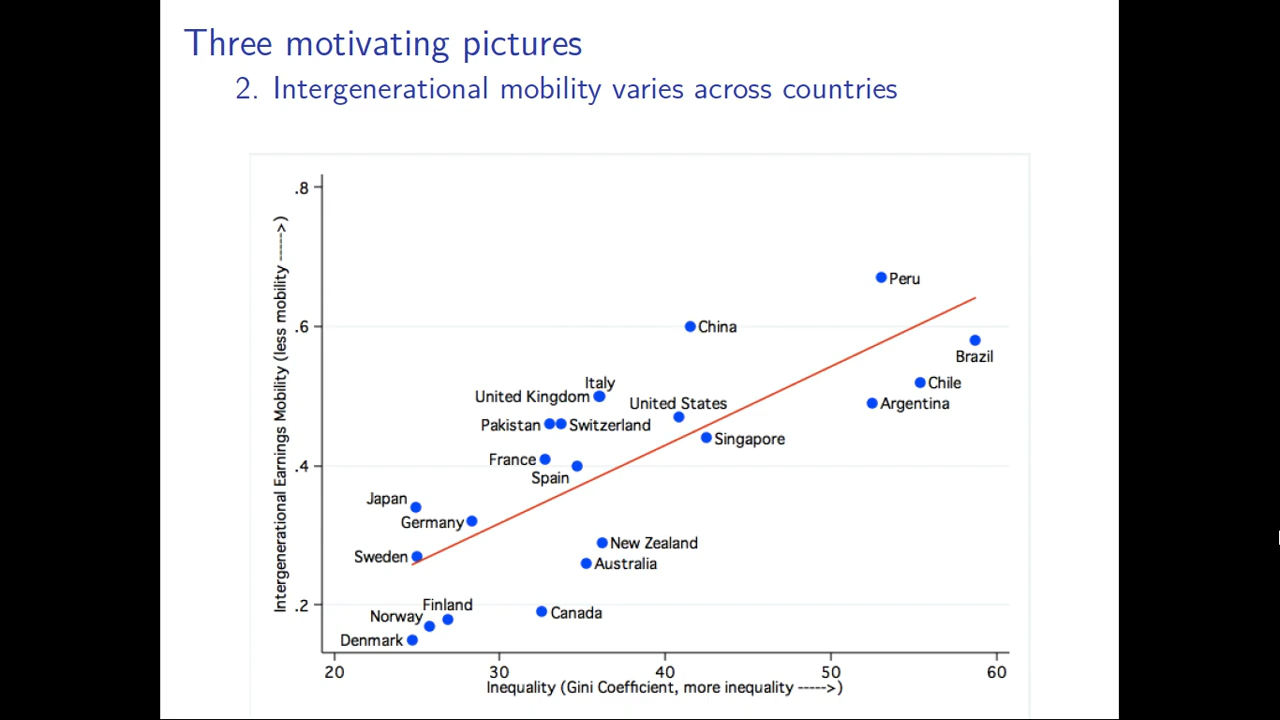 Three motivating pictures
2. Intergenerational mobility varies across countries
Intergenerational Earnings Mobility (less mobility ----->)
.8
.6
.4
.2
Peru
China
Brazil
Italy
Chile
United Kingdom
United States
Argentina
Pakistan
Switzerland
Singapore
France
Spain
Japan
Germany
New Zealand
Sweden
Australia
Finland
Norway
Canada
Denmark
20 30 40 50 60
Inequality (Gini Coefficient, more inequality ----->)